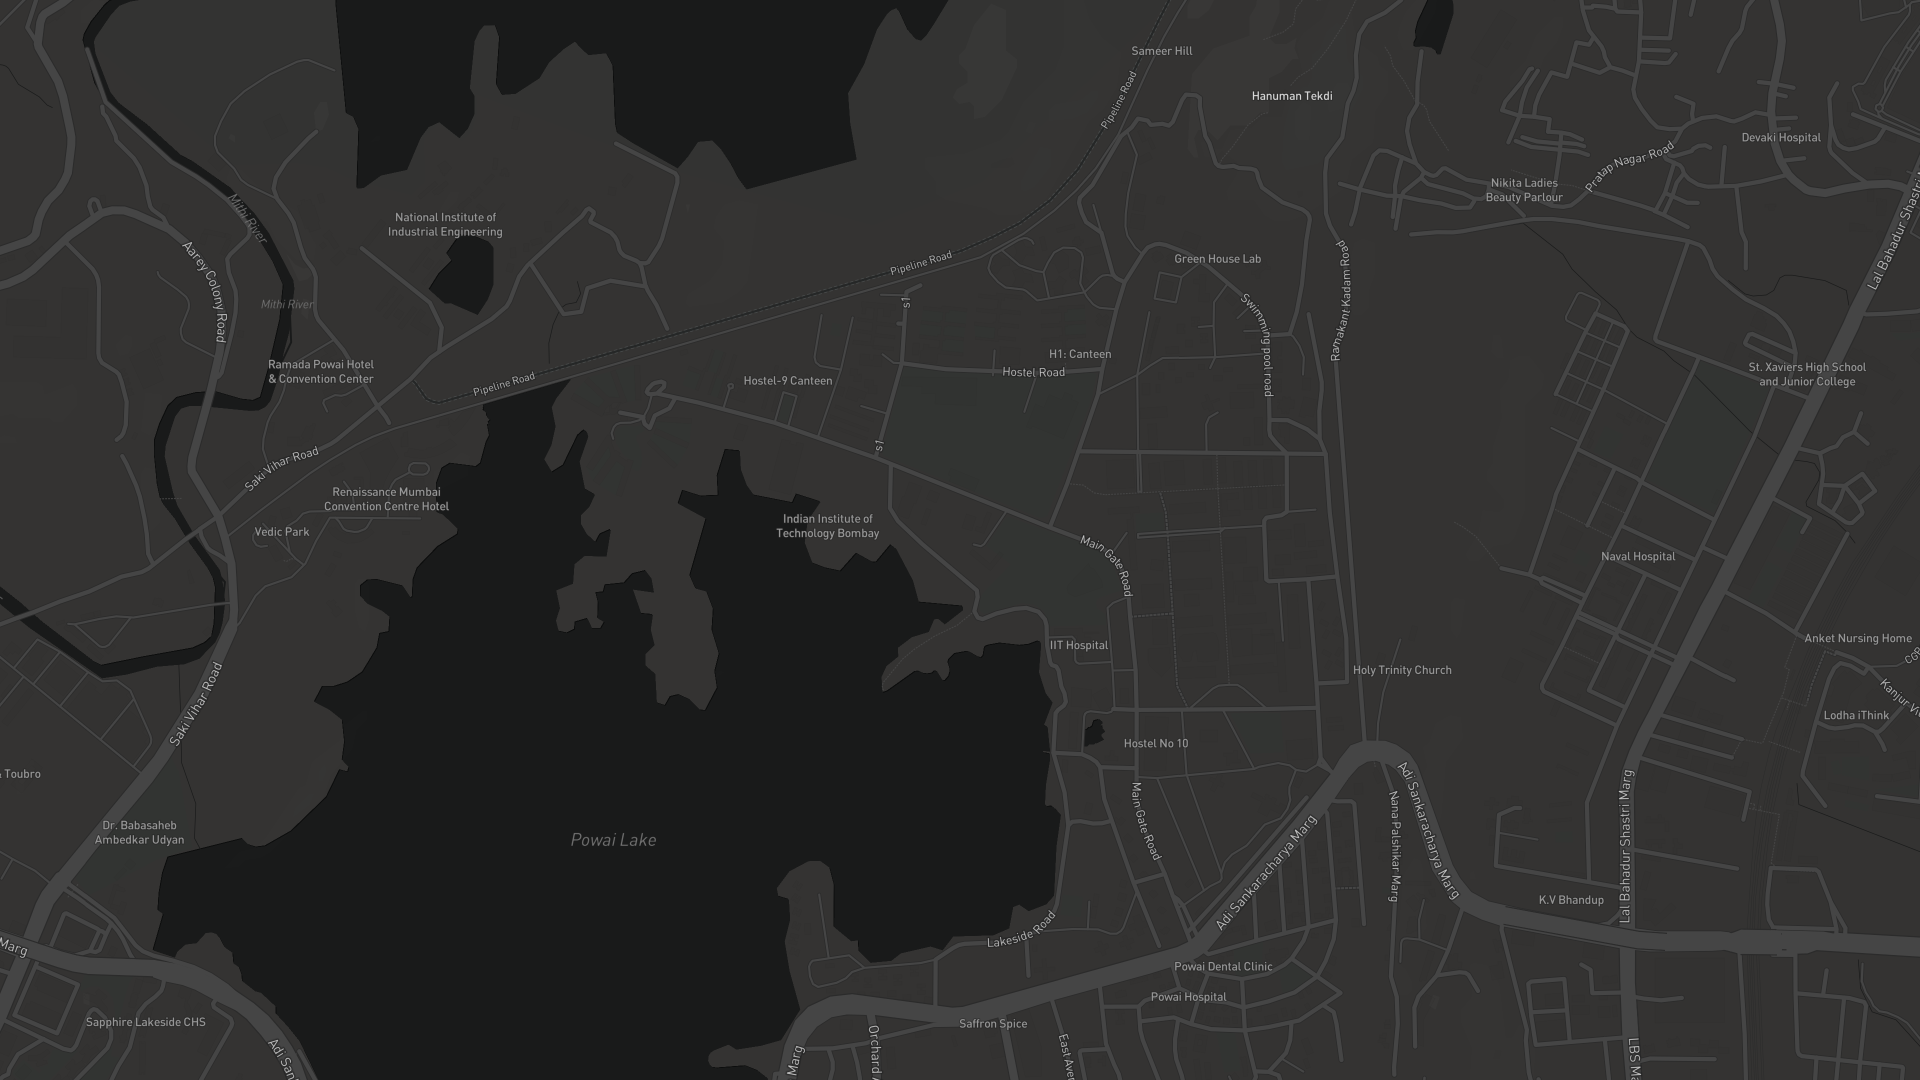 Sameer Hill
Pipeline Road
Hanuman Tekdi
Devaki Hospital
Pratap Nagar Road
Nikita Ladies
Beauty Parlour
Lal Bahadur Shastri
Mithi River
National Institute of
Industrial Engineering
Aarey Colony Road
Pipeline Road
Green House Lab
Ramakant Kadam Road
Mithi River
s1
Swimming pool road
Ramada Powai Hotel
& Convention Center
H1: Canteen
Hostel Road
Hostel-9 Canteen
Pipeline Road
St. Xaviers High School
and Junior College
s1
Saki Vihar Road
Renaissance Mumbai
Convention Centre Hotel
Vedic Park
Indian Institute of
Technology Bombay
Main Gate Road
Naval Hospital
IIT Hospital
Anket Nursing Home
Holy Trinity Church
Saki Vihar Road
Lodha iThink
Hostel No 10
Toubro
Main Gate Road
Adi Sankaracharya Marg
Nana Palshikar Marg
Adi Sankaracharya Marg
Lal Bahadur Shastri Marg
Dr. Babasaheb
Ambedkar Udyan
Powai Lake
K.V Bhandup
Lakeside Road
Marg
Powai Dental Clinic
Powai Hospital
Sapphire Lakeside CHS
Saffron Spice
Marg
Orchard